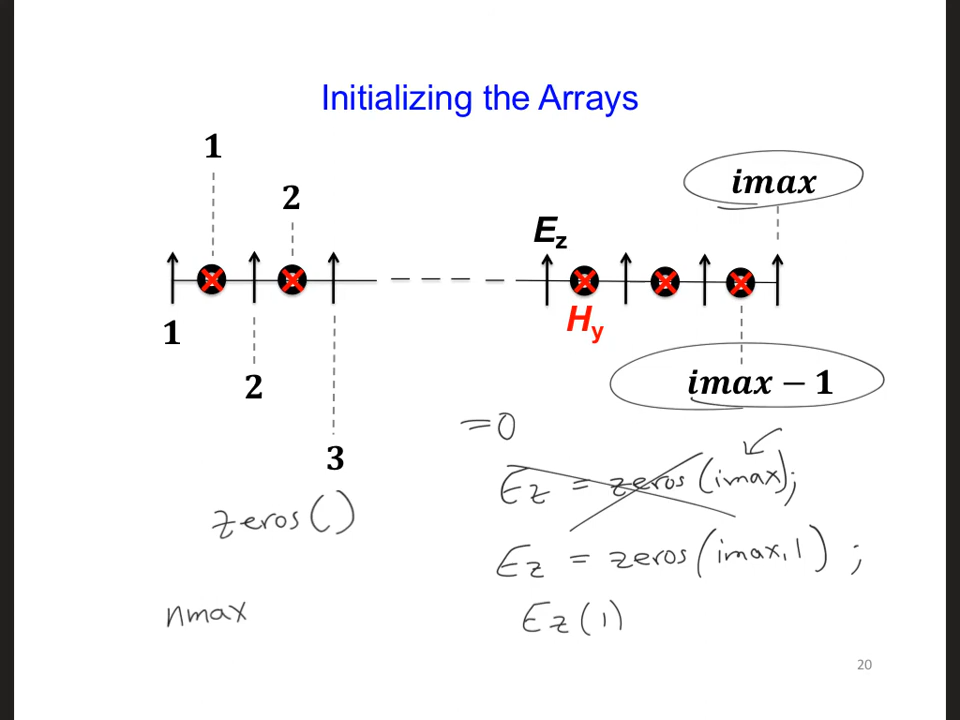 Initializing the Arrays
1
2
imax
Ez
Hy
1
2
3
imax − 1
=0
Ez = zeros(imax);
zeros()
Ez = zeros(imax,1);
nmax
Ez(1)
20